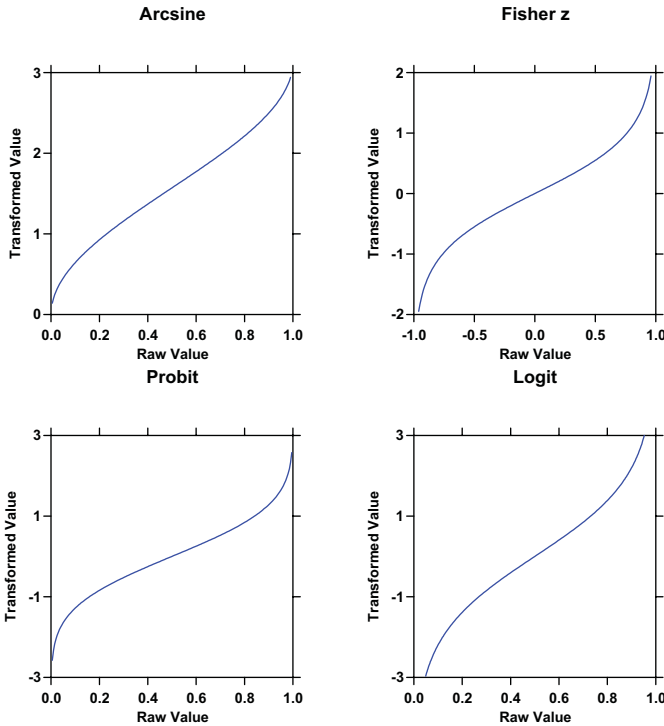 Arcsine
3
2
1
0
Transformed Value
0.0 0.2 0.4 0.6 0.8 1.0
Raw Value
Fisher z
2
1
0
-1
-2
Transformed Value
-1.0 -0.5 0.0 0.5 1.0
Raw Value
Probit
3
1
-1
-3
Transformed Value
0.0 0.2 0.4 0.6 0.8 1.0
Raw Value
Logit
3
1
-1
-3
Transformed Value
0.0 0.2 0.4 0.6 0.8 1.0
Raw Value